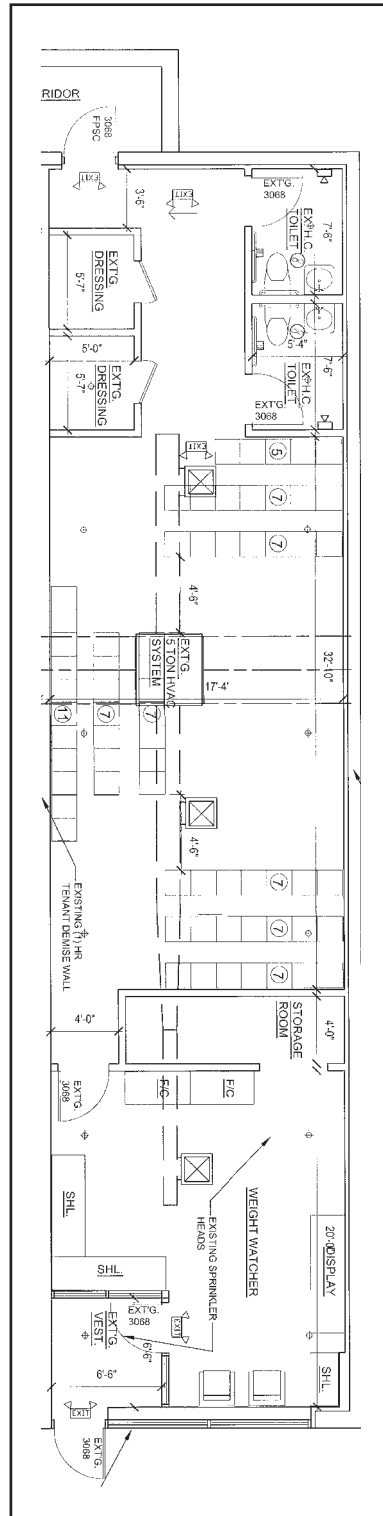 RIDOR
3068
FPSC
EXIT
EXIT
3'-6"
EXT'G.
3068
EX. H.C.
TOILET
7'-6"
EXT'G
DRESSING
5'-7"
5'-0"
EXT'G.
DRESSING
5'-7"
5'-4"
7'-6"
EX. H.C.
TOILET
EXT'G.
3068
EXIT
5
7
7
4'-6"
EXT'G.
5 TON HVAC
SYSTEM
17'-4"
32'-10"
11
7
7
4'-6"
EXISTING (1) HR
TENANT DEMISE WALL
7
7
7
4'-0"
STORAGE
ROOM
4'-0"
EXT'G.
3068
F/C
F/C
SHL.
SHL.
EXISTING SPRINKLER
HEADS
WEIGHT WATCHER
20'-0"
DISPLAY
SHL.
EXT'G.
VEST.
EXT'G.
3068
6'-6"
6'-6"
EXIT
EXIT
EXT'G.
3068